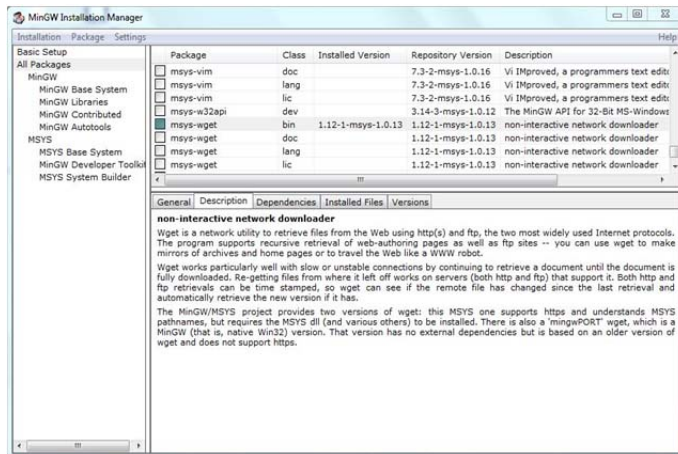 MinGW Installation Manager
Installation Package Settings Help
Basic Setup
All Packages
MinGW
MinGW Base System
MinGW Libraries
MinGW Contributed
MinGW Autotools
MSYS
MSYS Base System
MinGW Developer Toolkit
MSYS System Builder
Package Class Installed Version Repository Version Description
msys-vim doc 7.3-2-msys-1.0.16 Vi IMproved, a programmers text edito
msys-vim lang 7.3-2-msys-1.0.16 Vi IMproved, a programmers text edito
msys-vim lic 7.3-2-msys-1.0.16 Vi IMproved, a programmers text edito
msys-w32api dev 3.14-3-msys-1.0.12 The MinGW API for 32-Bit MS-Windows
msys-wget bin 1.12-1-msys-1.0.13 1.12-1-msys-1.0.13 non-interactive network downloader
msys-wget doc 1.12-1-msys-1.0.13 non-interactive network downloader
msys-wget lang 1.12-1-msys-1.0.13 non-interactive network downloader
msys-wget lic 1.12-1-msys-1.0.13 non-interactive network downloader
General Description Dependencies Installed Files Versions
non-interactive network downloader
Wget is a network utility to retrieve files from the Web using http(s) and ftp, the two most widely used Internet protocols.
The program supports recursive retrieval of web-authoring pages as well as ftp sites -- you can use wget to make
mirrors of archives and home pages or to travel the Web like a WWW robot.
Wget works particularly well with slow or unstable connections by continuing to retrieve a document until the document is
fully downloaded. Re-getting files from where it left off works on servers (both http and ftp) that support it. Both http and
ftp retrievals can be time stamped, so wget can see if the remote file has changed since the last retrieval and
automatically retrieve the new version if it has.
The MinGW/MSYS project provides two versions of wget: this MSYS one supports https and understands MSYS
pathnames, but requires the MSYS dll (and various others) to be installed. There is also a 'mingwPORT' wget, which is a
MinGW (that is, native Win32) version. That version has no external dependencies but is based on an older version of
wget and does not support https.